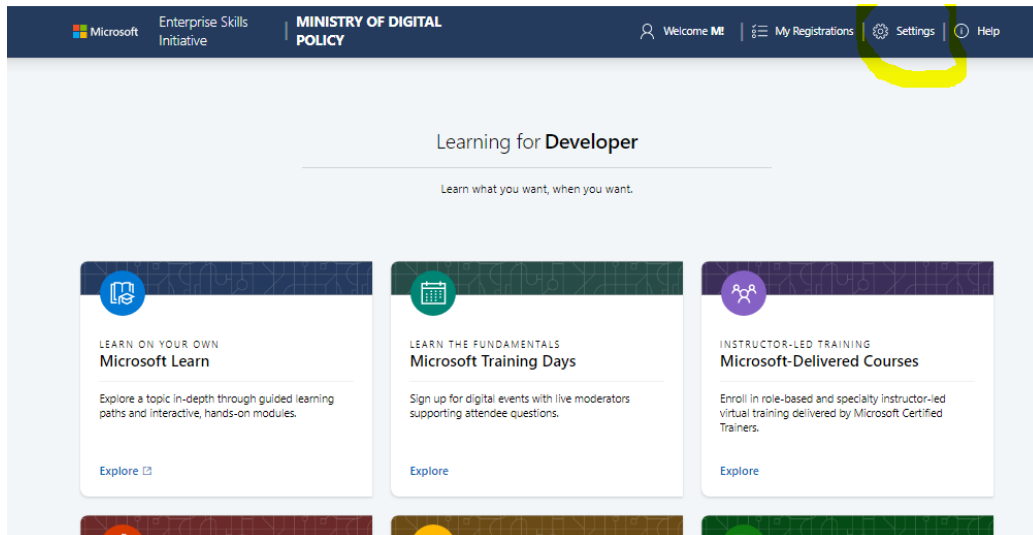 Microsoft
Enterprise Skills
Initiative
MINISTRY OF DIGITAL
POLICY
Welcome M!
My Registrations
Settings
Help
Learning for Developer
Learn what you want, when you want.
LEARN ON YOUR OWN
Microsoft Learn
Explore a topic in-depth through guided learning
paths and interactive, hands-on modules.
Explore
LEARN THE FUNDAMENTALS
Microsoft Training Days
Sign up for digital events with live moderators
supporting attendee questions.
Explore
INSTRUCTOR-LED TRAINING
Microsoft-Delivered Courses
Enroll in role-based and specialty instructor-led
virtual training delivered by Microsoft Certified
Trainers.
Explore